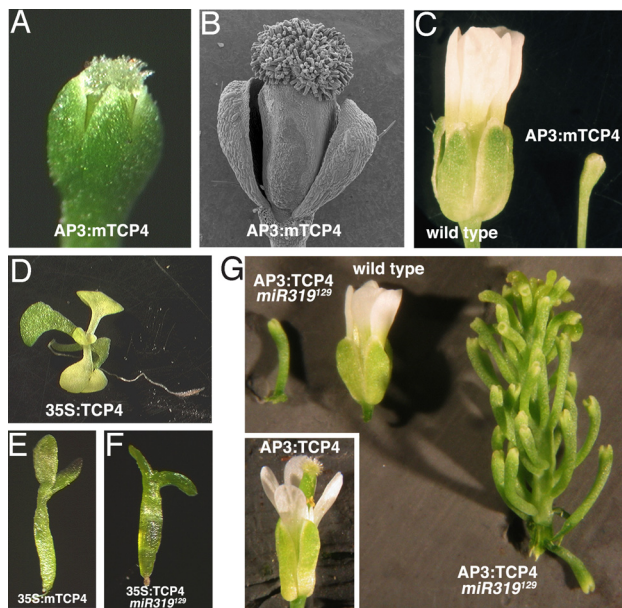 A
AP3:mTCP4
B
AP3:mTCP4
C
AP3:mTCP4
wild type
D
35S:TCP4
E
35S:mTCP4
F
35S:TCP4
miR319¹²⁹
G
AP3:TCP4
miR319¹²⁹
wild type
AP3:TCP4
AP3:TCP4
miR319¹²⁹